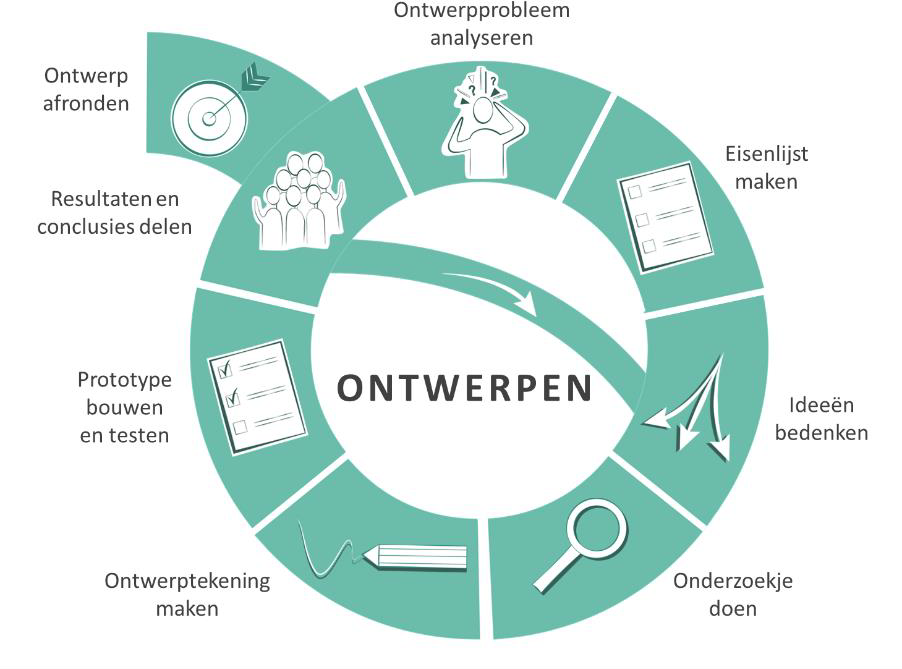 Ontwerpprobleem
analyseren
Ontwerp
afronden
Eisenlijst
maken
Resultaten en
conclusies delen
ONTWERPEN
Prototype
bouwen
en testen
Ideeën
bedenken
Ontwerptekening
maken
Onderzoekje
doen